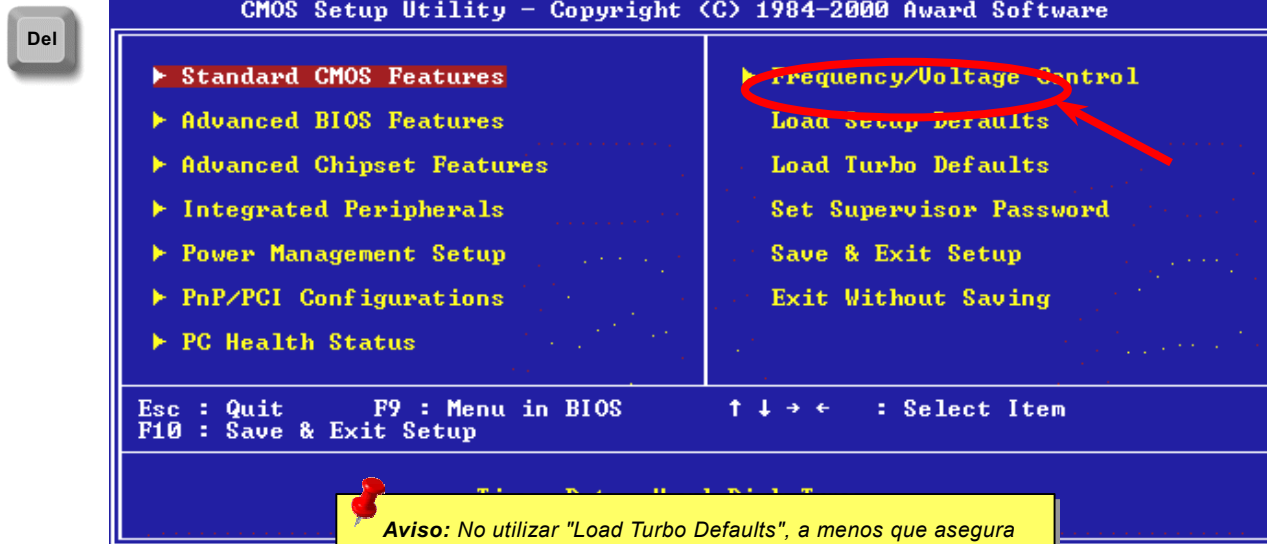 CMOS Setup Utility – Copyright (C) 1984–2000 Award Software
Del
Standard CMOS Features
Advanced BIOS Features
Advanced Chipset Features
Integrated Peripherals
Power Management Setup
PnP/PCI Configurations
PC Health Status
Frequency/Voltage Control
Load Setup Defaults
Load Turbo Defaults
Set Supervisor Password
Save & Exit Setup
Exit Without Saving
Esc : Quit F9 : Menu in BIOS ↑ ↓ → ← : Select Item
F10 : Save & Exit Setup
Aviso: No utilizar "Load Turbo Defaults", a menos que asegura